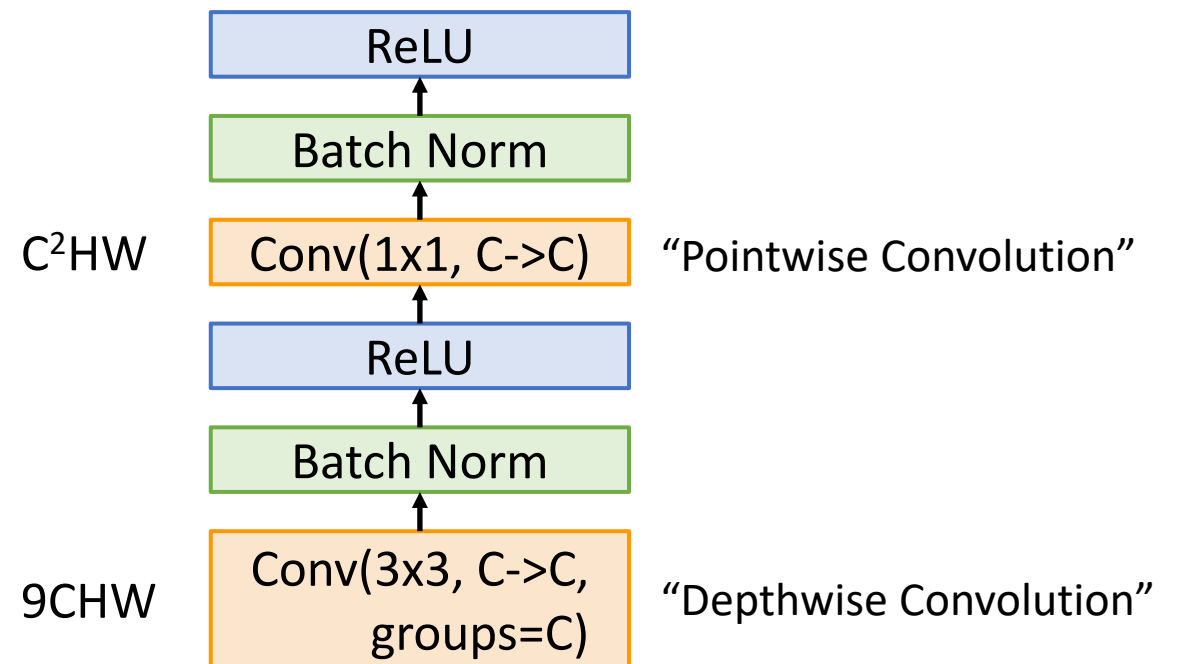 ReLU
Batch Norm
C²HW
Conv(1x1, C->C)
“Pointwise Convolution”
ReLU
Batch Norm
9CHW
Conv(3x3, C->C,
groups=C)
“Depthwise Convolution”